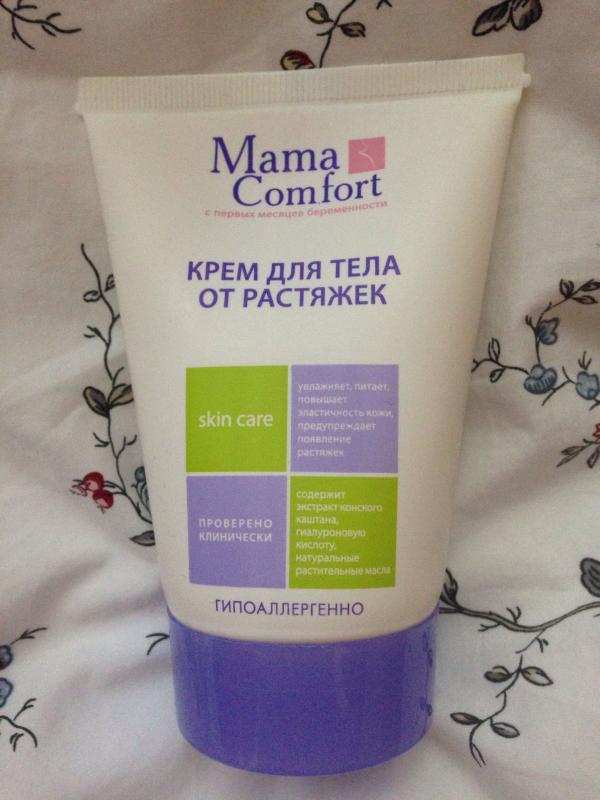 Mama
Comfort
с первых месяцев беременности
КРЕМ ДЛЯ ТЕЛА
ОТ РАСТЯЖЕК
skin care
увлажняет, питает,
повышает
эластичность кожи,
предупреждает
появление
растяжек
ПРОВЕРЕНО
КЛИНИЧЕСКИ
содержит
экстракт конского
каштана,
гиалуроновую
кислоту,
натуральные
растительные масла
ГИПОАЛЛЕРГЕННО